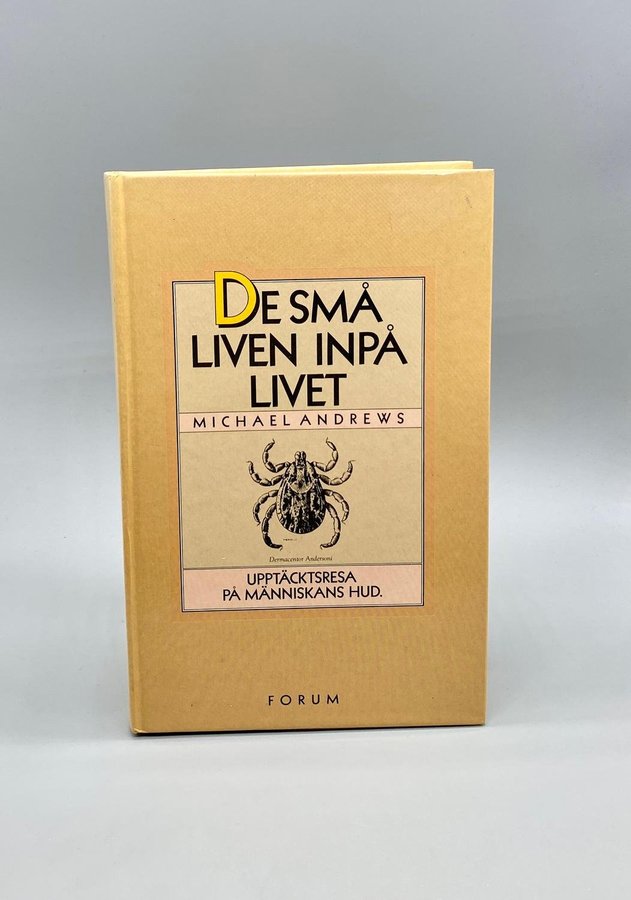 DE SMÅ
LIVEN INPÅ
LIVET
MICHAEL ANDREWS
Dermacentor Andersoni
UPPTÄCKTSRESA
PÅ MÄNNISKANS HUD.
FORUM